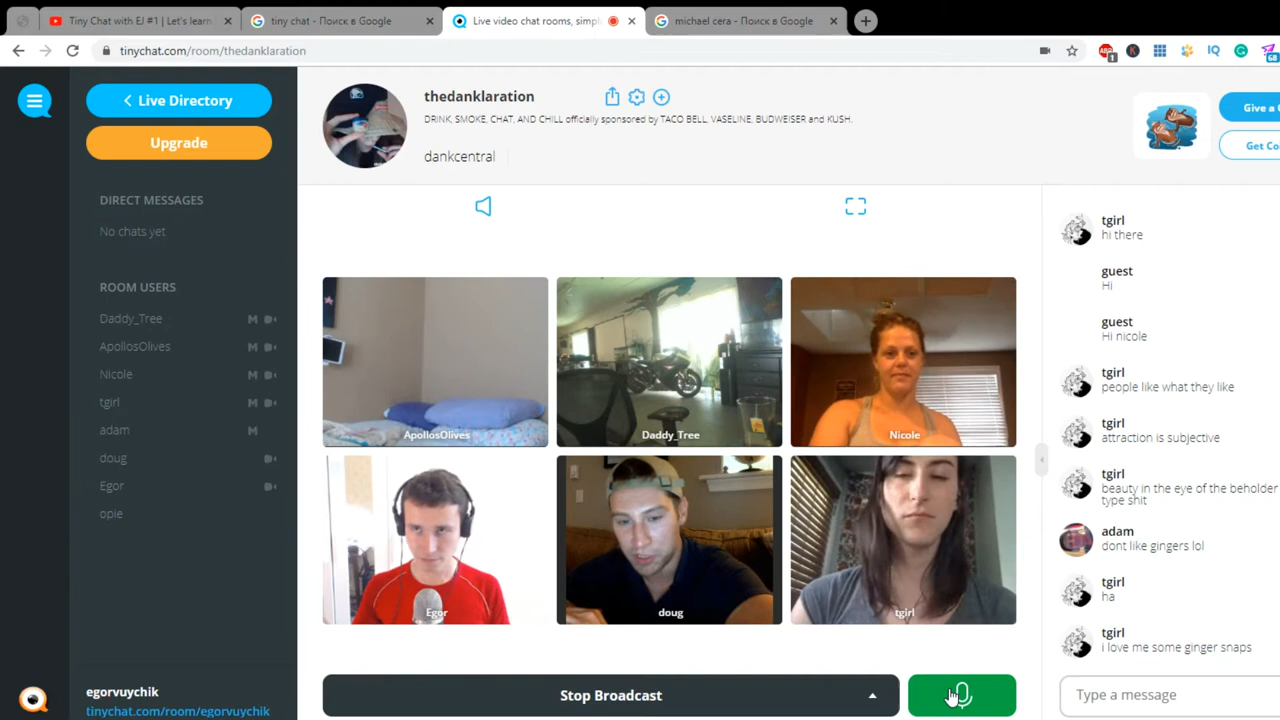 Tiny Chat with EJ #1 | Let's learn
tiny chat - Поиск в Google
Live video chat rooms, simpl
michael cera - Поиск в Google
tinychat.com/room/thedanklaration
1
K
IQ
G
68
Live Directory
Upgrade
DIRECT MESSAGES
No chats yet
ROOM USERS
Daddy_Tree M
ApollosOlives M
Nicole M
tgirl M
adam M
doug
Egor
opie
egorvuychik
tinychat.com/room/egorvuychik
thedanklaration
DRINK, SMOKE, CHAT, AND CHILL officially sponsored by TACO BELL, VASELINE, BUDWEISER and KUSH.
dankcentral
Give a G
Get Co
ApollosOlives
Daddy_Tree
Nicole
Egor
doug
tgirl
Stop Broadcast
tgirl
hi there
guest
Hi
guest
Hi nicole
tgirl
people like what they like
tgirl
attraction is subjective
tgirl
beauty in the eye of the beholder
type shit
adam
dont like gingers lol
tgirl
ha
tgirl
i love me some ginger snaps
Type a message